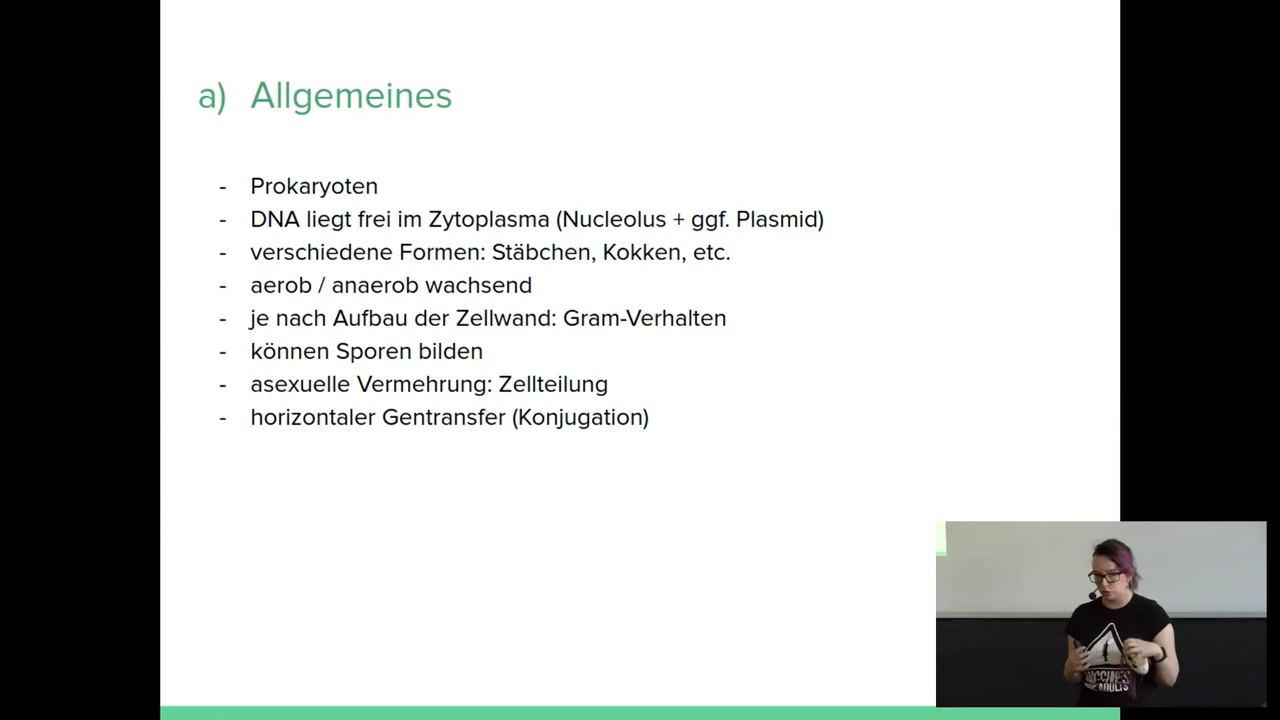 a) Allgemeines
- Prokaryoten
- DNA liegt frei im Zytoplasma (Nucleolus + ggf. Plasmid)
- verschiedene Formen: Stäbchen, Kokken, etc.
- aerob / anaerob wachsend
- je nach Aufbau der Zellwand: Gram-Verhalten
- können Sporen bilden
- asexuelle Vermehrung: Zellteilung
- horizontaler Gentransfer (Konjugation)